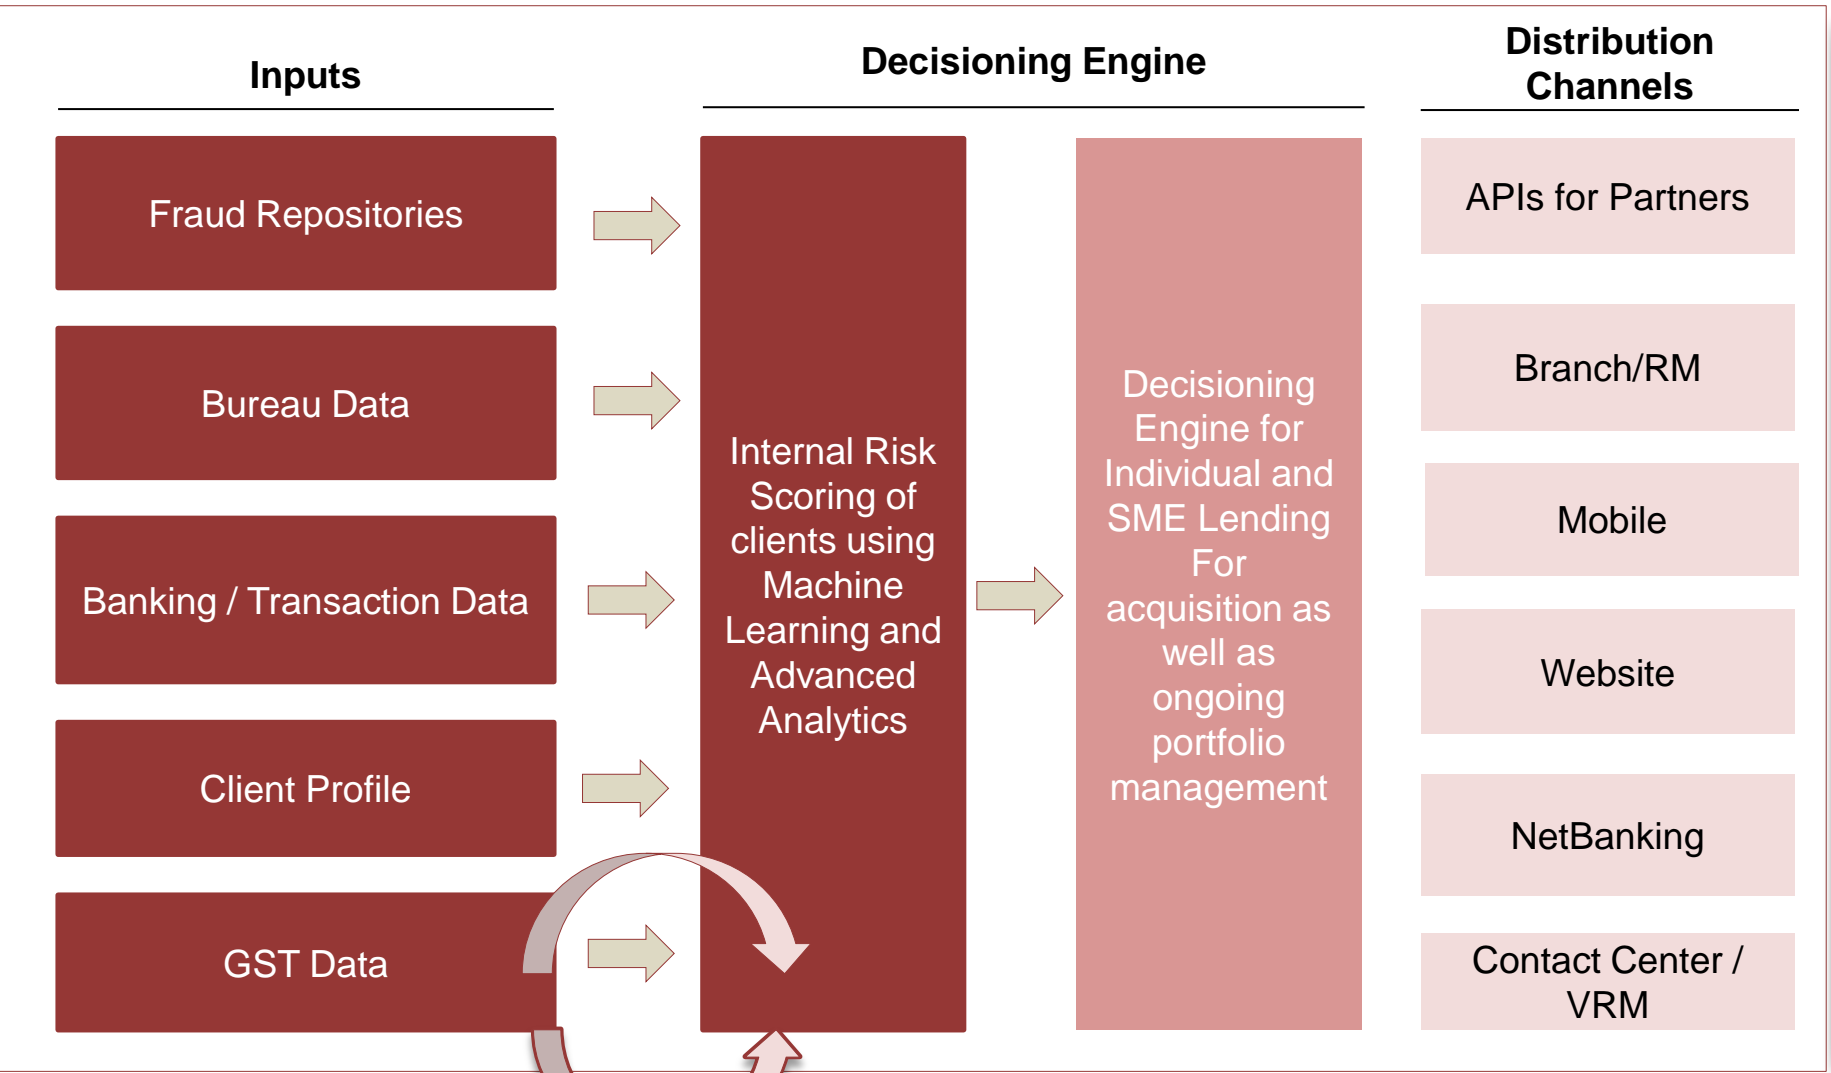 Inputs
Decisioning Engine
Distribution
Channels
Fraud Repositories
Bureau Data
Banking / Transaction Data
Client Profile
GST Data
Internal Risk
Scoring of
clients using
Machine
Learning and
Advanced
Analytics
Decisioning
Engine for
Individual and
SME Lending
For
acquisition as
well as
ongoing
portfolio
management
APIs for Partners
Branch/RM
Mobile
Website
NetBanking
Contact Center /
VRM